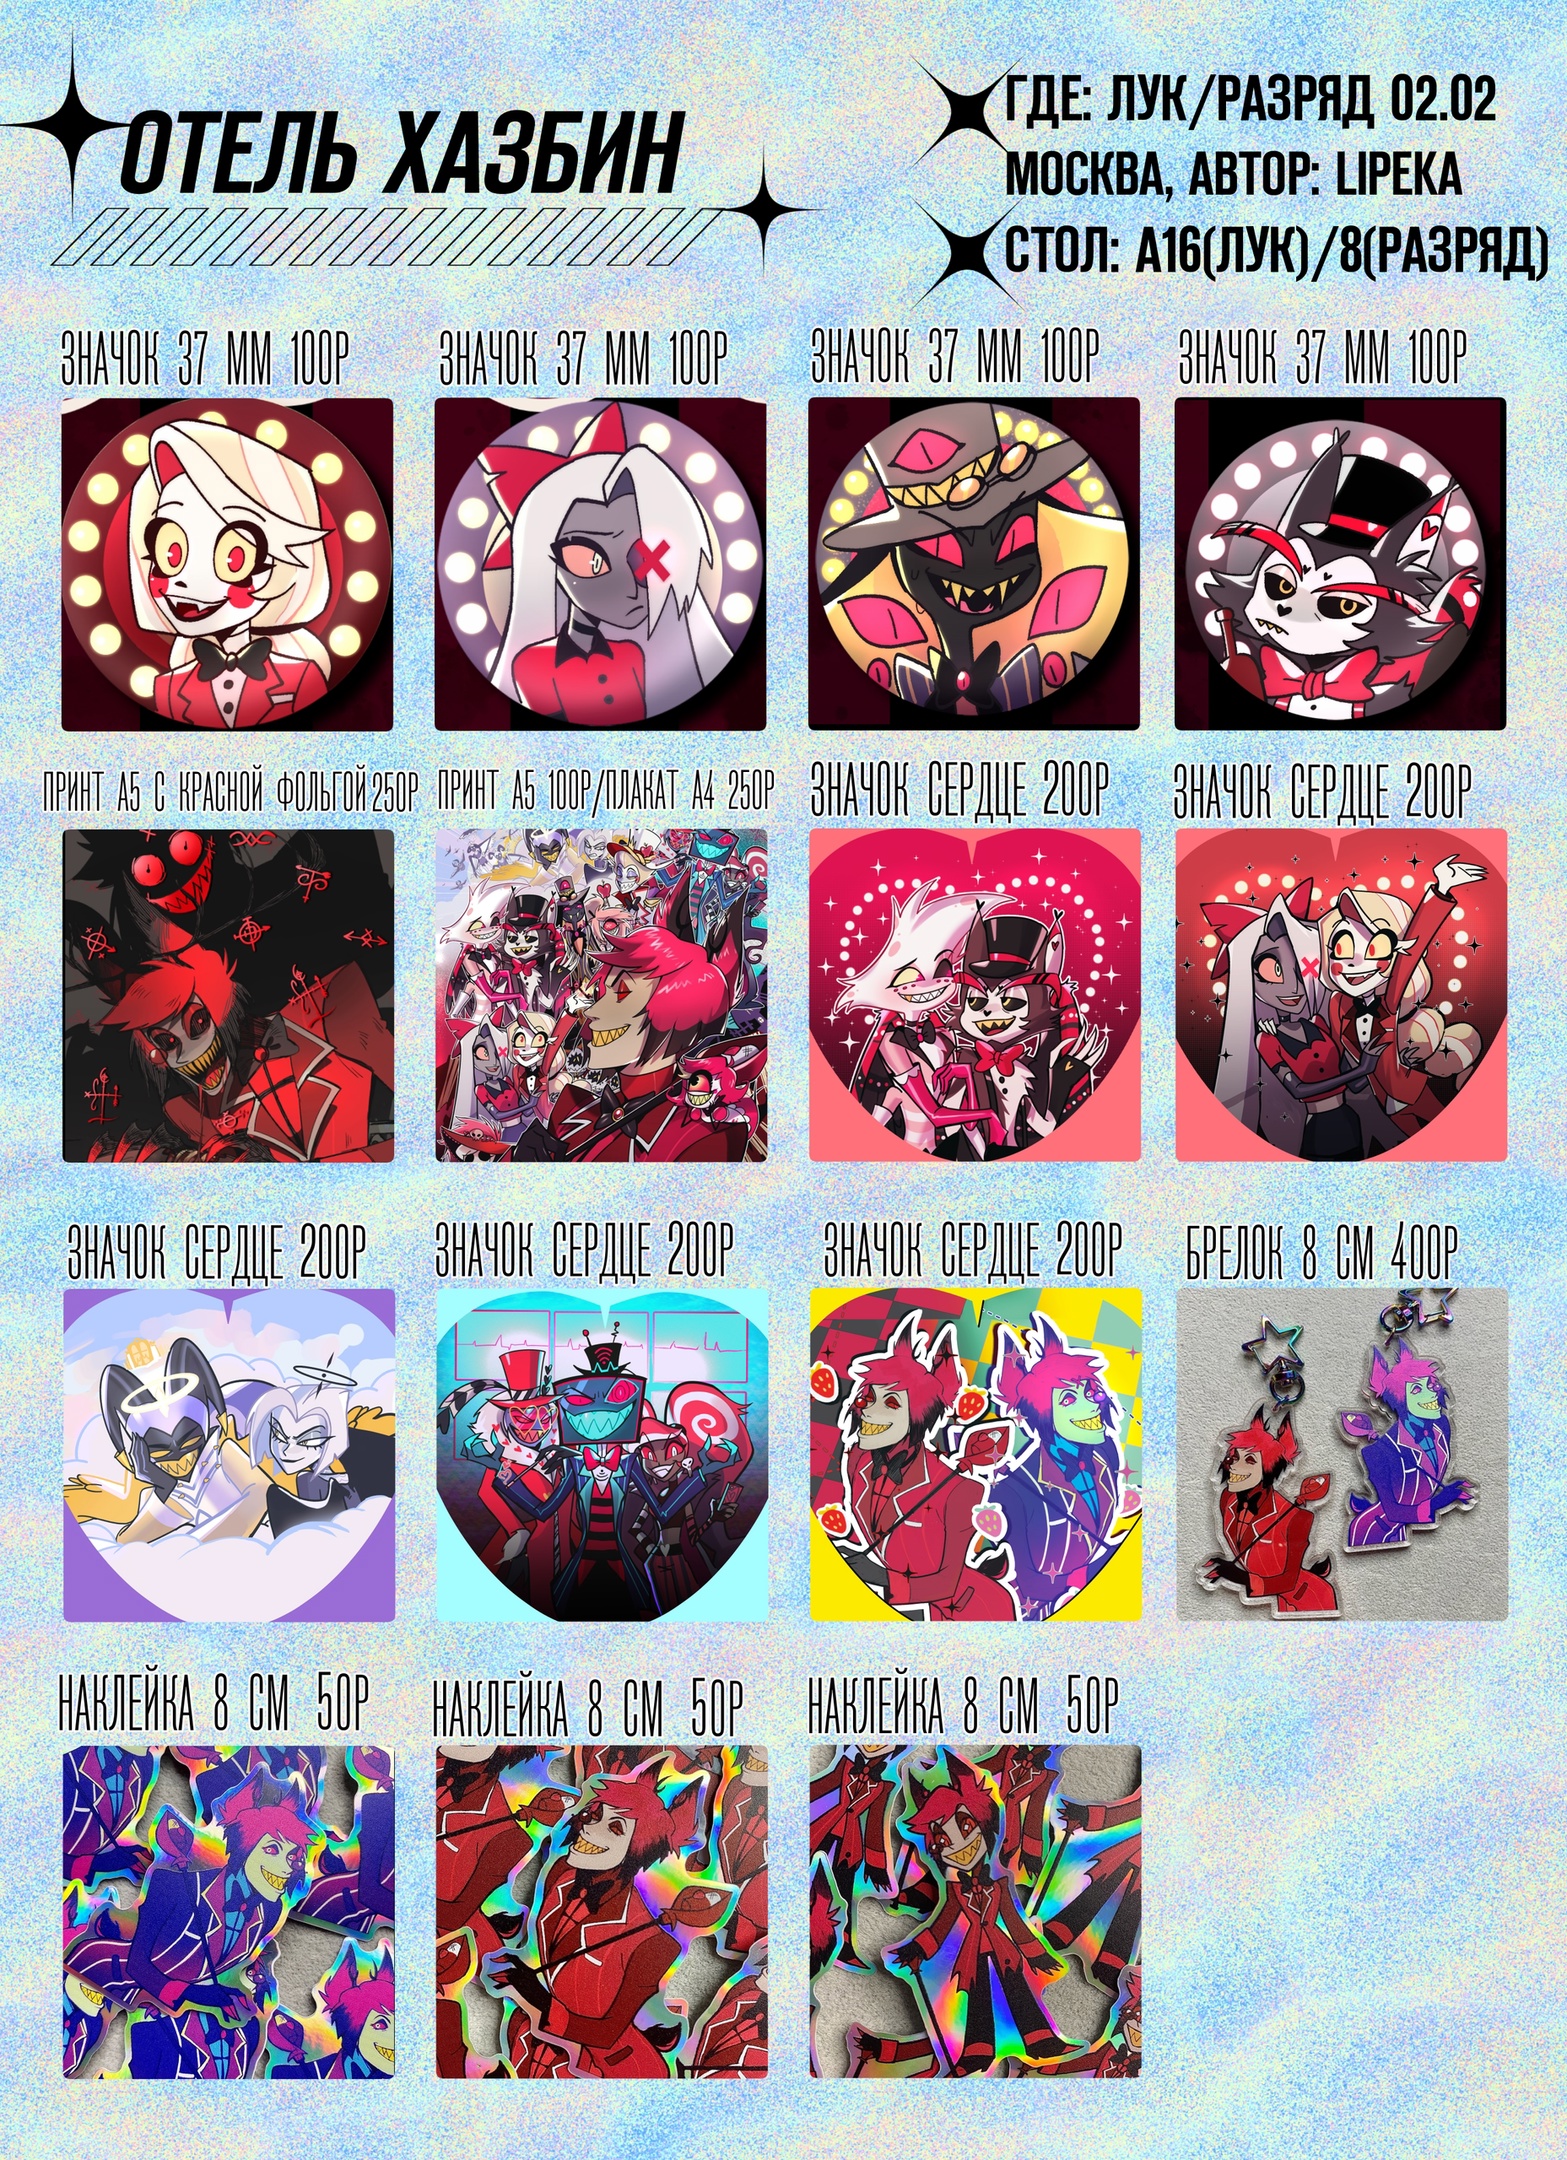 ОТЕЛЬ ХАЗБИН
ГДЕ: ЛУК/РАЗРЯД 02.02
МОСКВА, АВТОР: LIPEKA
СТОЛ: А16(ЛУК)/8(РАЗРЯД)
ЗНАЧОК 37 ММ 100Р
ЗНАЧОК 37 ММ 100Р
ЗНАЧОК 37 ММ 100Р
ЗНАЧОК 37 ММ 100Р
ПРИНТ А5 С КРАСНОЙ ФОЛЬГОЙ 250Р
ПРИНТ А5 100Р/ПЛАКАТ А4 250Р
ЗНАЧОК СЕРДЦЕ 200Р
ЗНАЧОК СЕРДЦЕ 200Р
ЗНАЧОК СЕРДЦЕ 200Р
ЗНАЧОК СЕРДЦЕ 200Р
ЗНАЧОК СЕРДЦЕ 200Р
БРЕЛОК 8 СМ 400Р
НАКЛЕЙКА 8 СМ 50Р
НАКЛЕЙКА 8 СМ 50Р
НАКЛЕЙКА 8 СМ 50Р